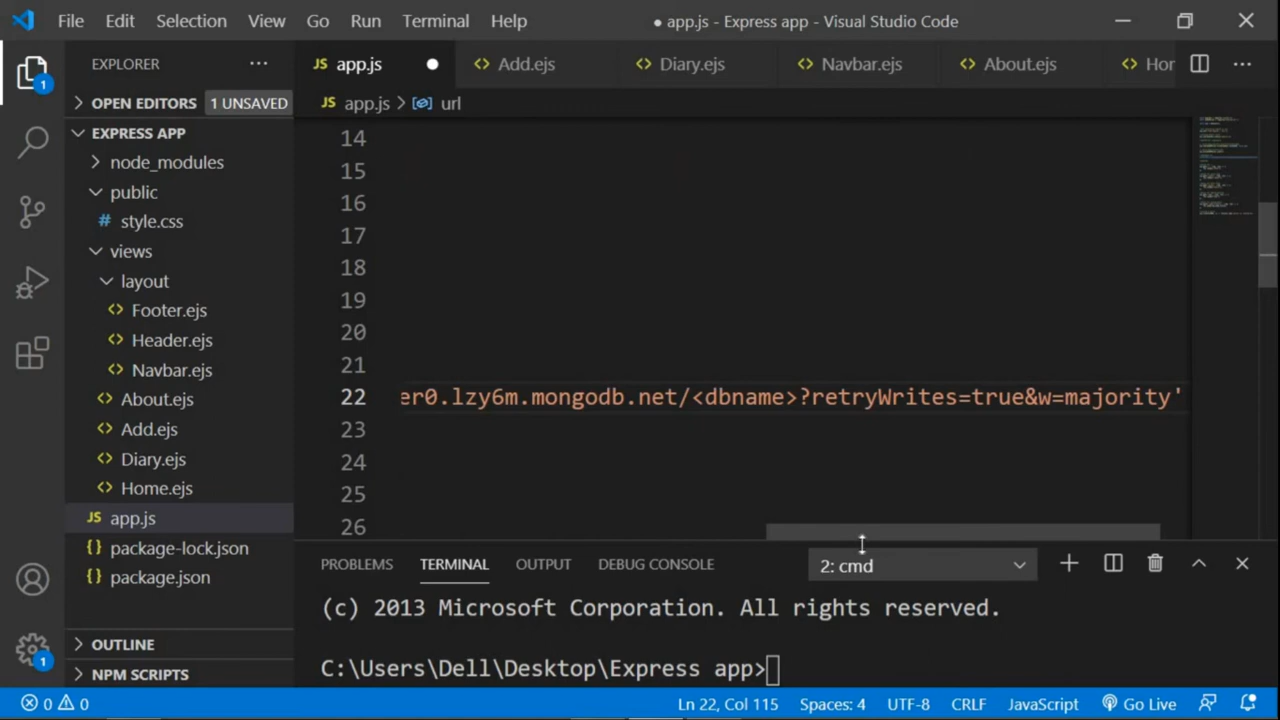 File Edit Selection View Go Run Terminal Help ● app.js - Express app - Visual Studio Code
EXPLORER
OPEN EDITORS 1 UNSAVED
EXPRESS APP
node_modules
public
# style.css
views
layout
<> Footer.ejs
<> Header.ejs
<> Navbar.ejs
<> About.ejs
<> Add.ejs
<> Diary.ejs
<> Home.ejs
JS app.js
{} package-lock.json
{} package.json
OUTLINE
NPM SCRIPTS
1
1
JS app.js ● <> Add.ejs <> Diary.ejs <> Navbar.ejs <> About.ejs <> Hor
JS app.js > url
14
15
16
17
18
19
20
21
22 er0.lzy6m.mongodb.net/<dbname>?retryWrites=true&w=majority'
23
24
25
26
PROBLEMS TERMINAL OUTPUT DEBUG CONSOLE 2: cmd
(c) 2013 Microsoft Corporation. All rights reserved.
C:\Users\Dell\Desktop\Express app>
0 0 Ln 22, Col 115 Spaces: 4 UTF-8 CRLF JavaScript Go Live